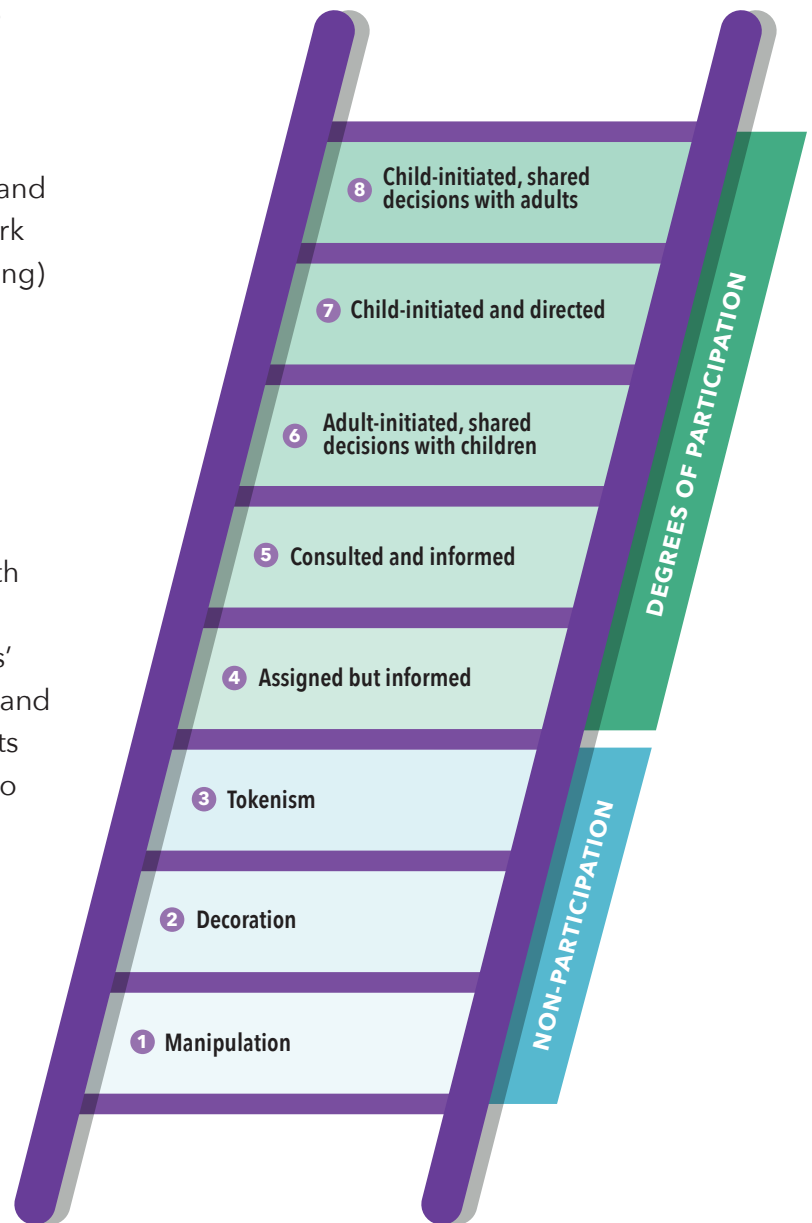 and
8 Child-initiated, shared
decisions with adults
7 Child-initiated and directed
6 Adult-initiated, shared
decisions with children
5 Consulted and informed
4 Assigned but informed
and
3 Tokenism
2 Decoration
1 Manipulation
DEGREES OF PARTICIPATION
NON-PARTICIPATION